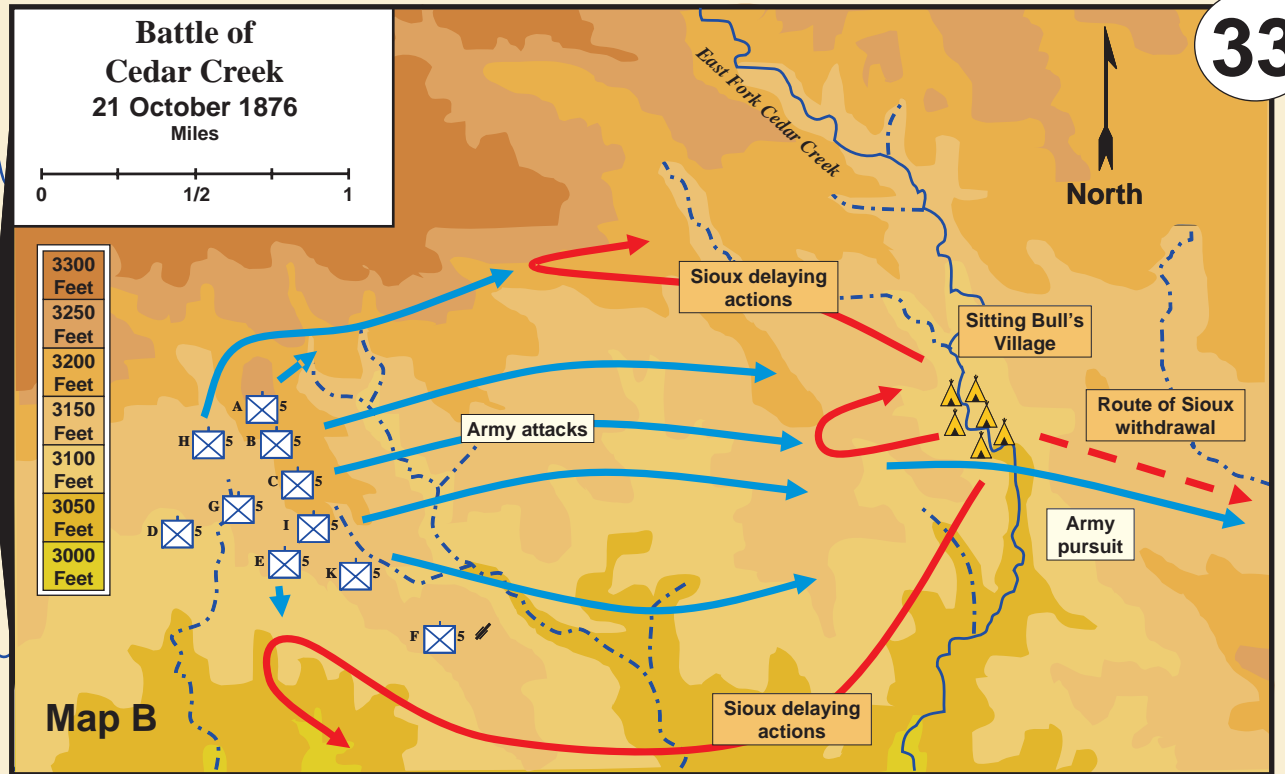 Battle of
Cedar Creek
21 October 1876
Miles
0 1/2 1
33
North
East Fork Cedar Creek
3300
Feet
3250
Feet
3200
Feet
3150
Feet
3100
Feet
3050
Feet
3000
Feet
Sioux delaying
actions
Sitting Bull's
Village
Route of Sioux
withdrawal
Army attacks
Army
pursuit
A 5
H 5
B 5
C 5
G 5
D 5
I 5
E 5
K 5
F 5
Sioux delaying
actions
Map B